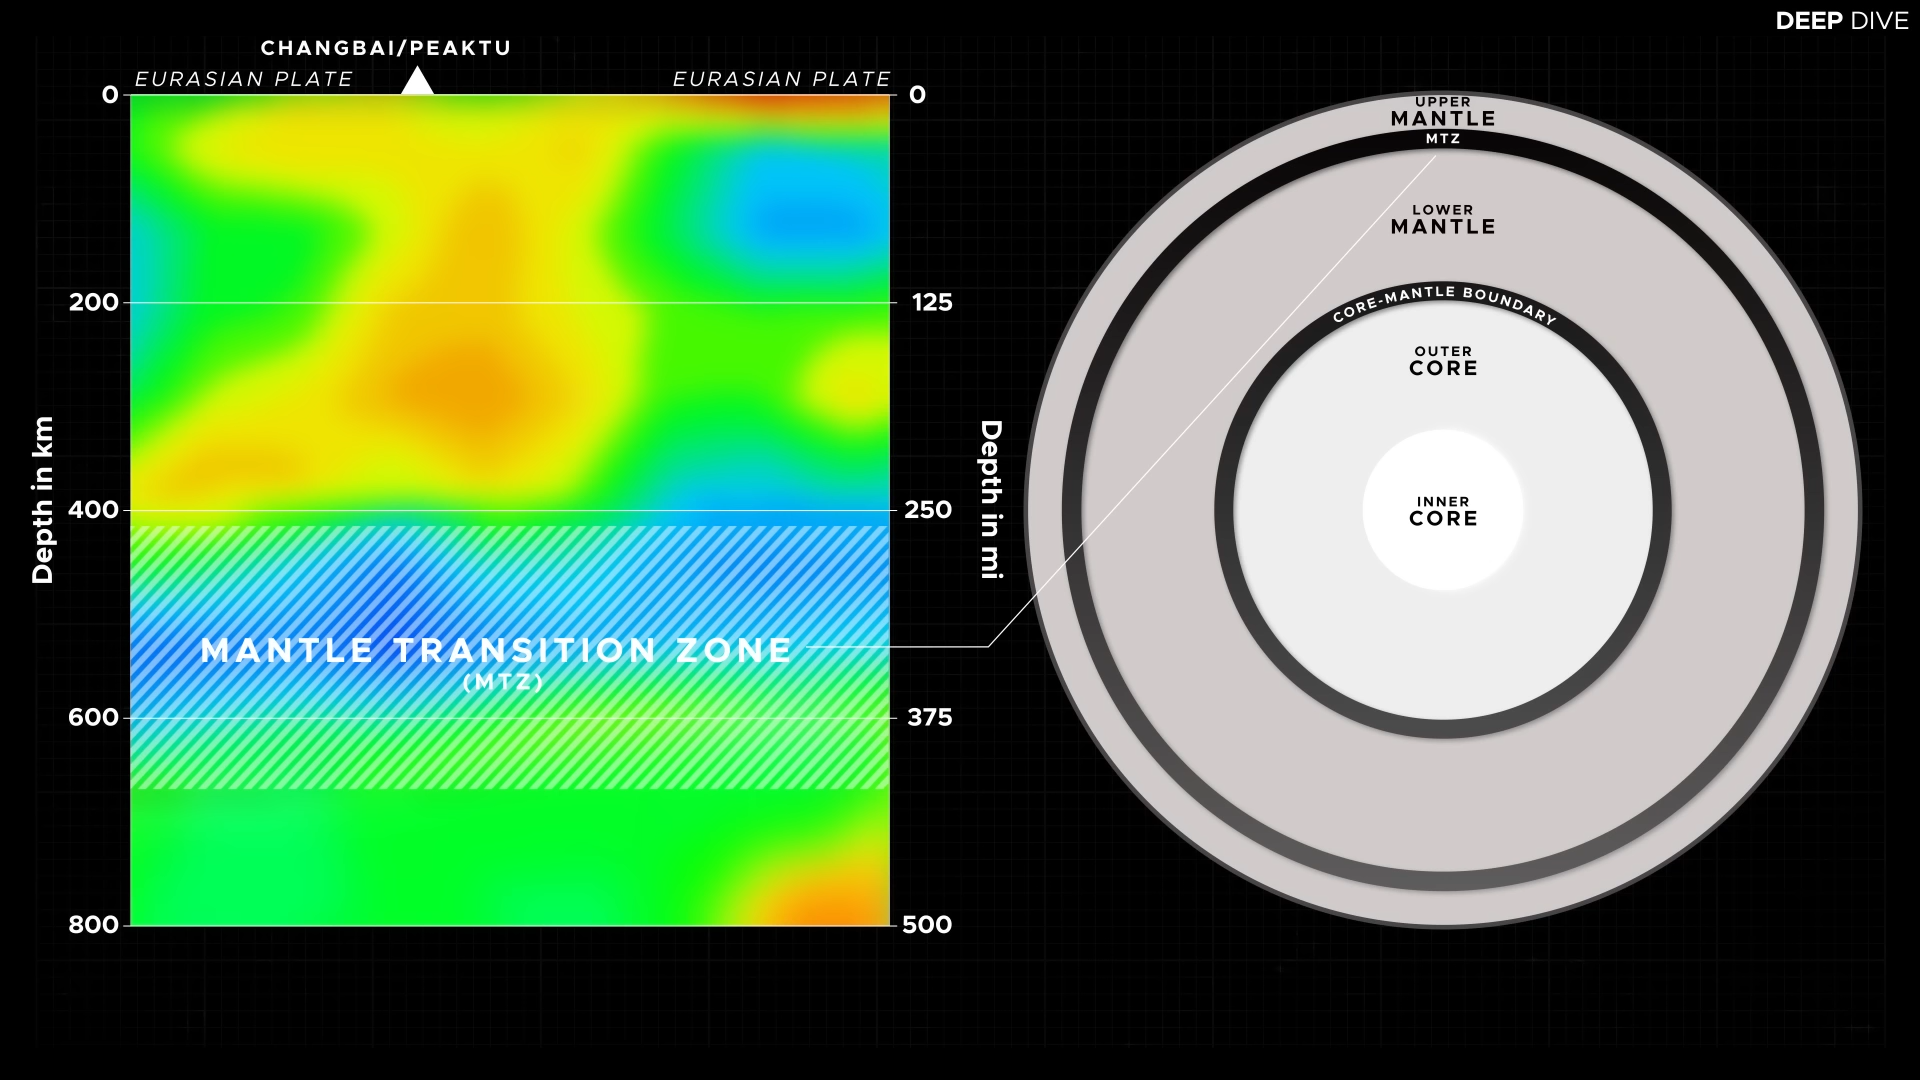 DEEP DIVE
CHANGBAI/PEAKTU
EURASIAN PLATE
EURASIAN PLATE
0
200
400
600
800
Depth in km
MANTLE TRANSITION ZONE
(MTZ)
0
125
250
375
500
Depth in mi
UPPER
MANTLE
MTZ
LOWER
MANTLE
CORE-MANTLE BOUNDARY
OUTER
CORE
INNER
CORE